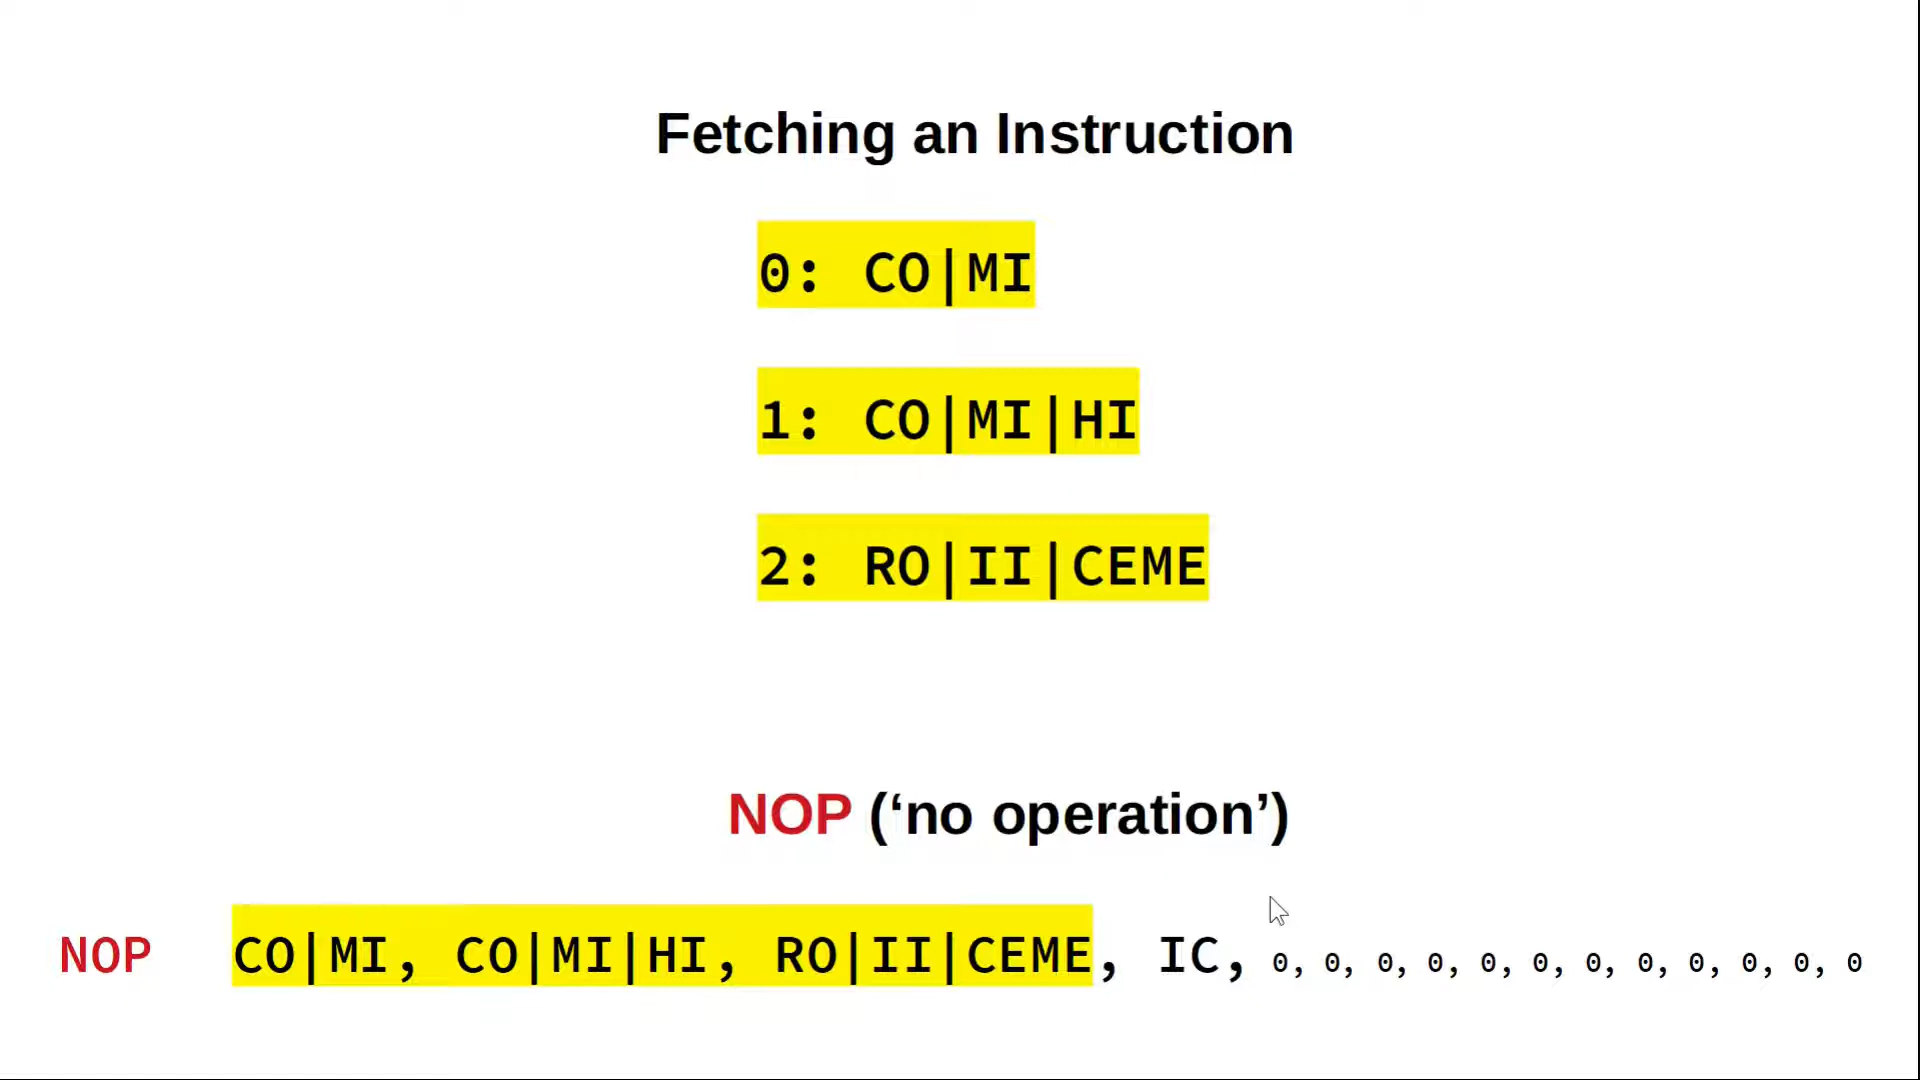 Fetching an Instruction
0: CO|MI
1: CO|MI|HI
2: RO|II|CEME
NOP (‘no operation’)
NOP CO|MI, CO|MI|HI, RO|II|CEME, IC, 0, 0, 0, 0, 0, 0, 0, 0, 0, 0, 0, 0